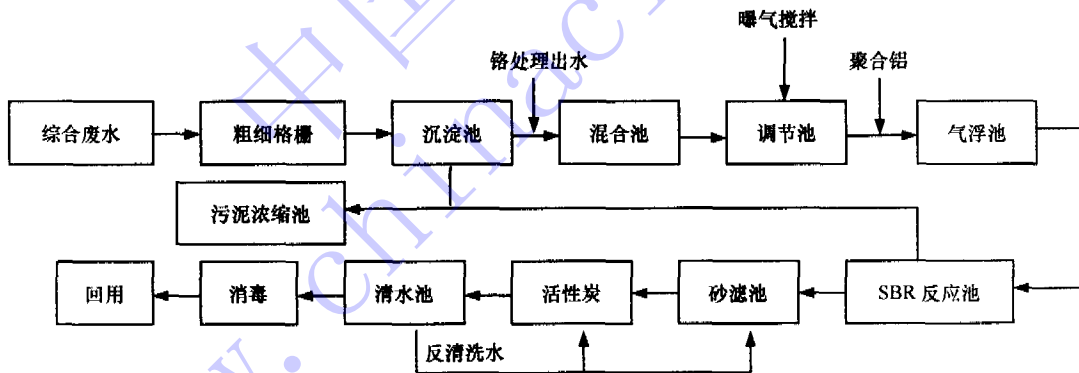 曝气搅拌
铬处理出水
聚合铝
综合废水
粗细格栅
沉淀池
混合池
调节池
气浮池
污泥浓缩池
回用
消毒
清水池
活性炭
砂滤池
SBR 反应池
反清洗水